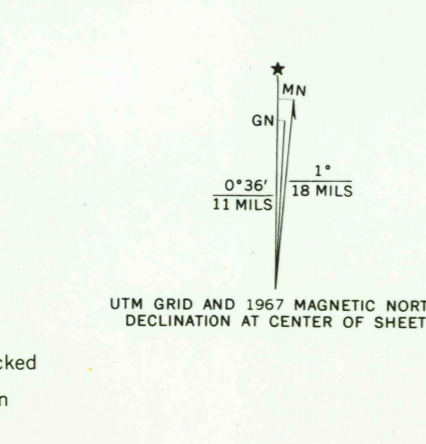 ★
MN
GN
1°
0°36′
18 MILS
11 MILS
UTM GRID AND 1967 MAGNETIC NORT
DECLINATION AT CENTER OF SHEET
cked
n